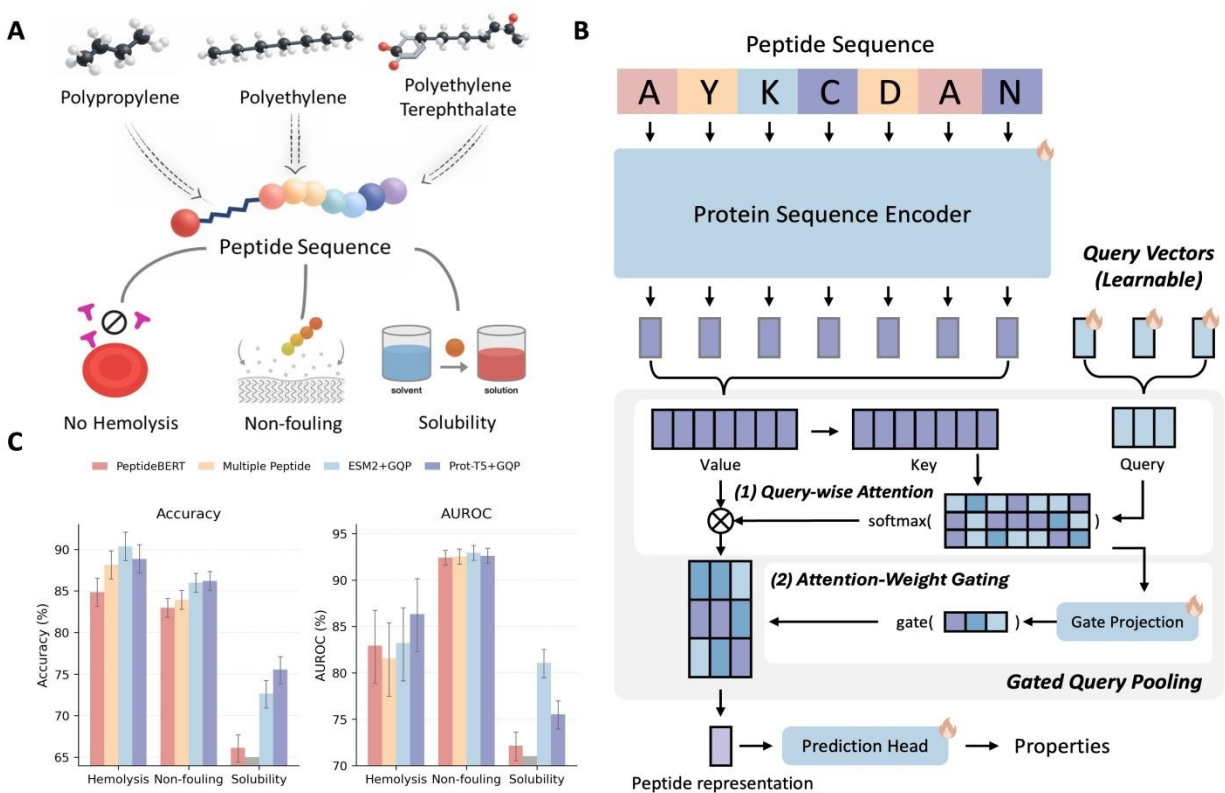 A
Polypropylene
Polyethylene
Polyethylene
Terephthalate
Peptide Sequence
solvent
solution
No Hemolysis
Non-fouling
Solubility
B
Peptide Sequence
A Y K C D A N
Protein Sequence Encoder
Query Vectors
(Learnable)
Value
Key
Query
(1) Query-wise Attention
softmax( )
(2) Attention-Weight Gating
gate( )
Gate Projection
Gated Query Pooling
Prediction Head
Properties
Peptide representation
C
PeptideBERT
Multiple Peptide
ESM2+GQP
Prot-T5+GQP
Accuracy
Accuracy (%)
90
85
80
75
70
65
Hemolysis
Non-fouling
Solubility
AUROC
AUROC (%)
95
90
85
80
75
70
Hemolysis
Non-fouling
Solubility